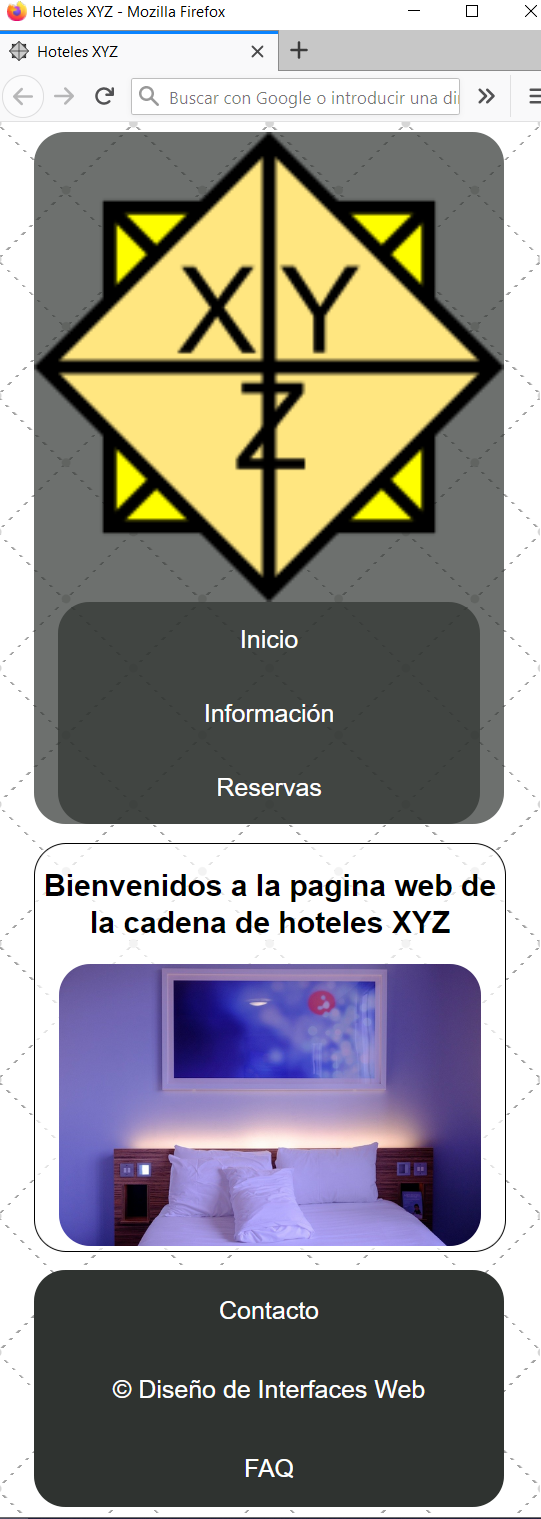 Hoteles XYZ - Mozilla Firefox
Hoteles XYZ
Buscar con Google o introducir una di
X Y
Z
Inicio
Información
Reservas
Bienvenidos a la pagina web de
la cadena de hoteles XYZ
Contacto
© Diseño de Interfaces Web
FAQ